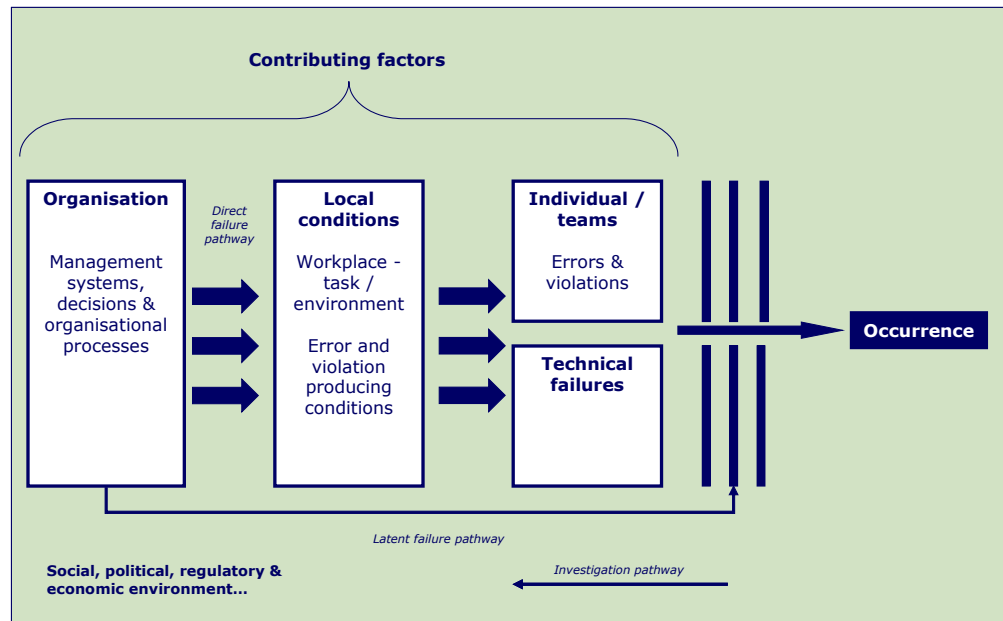 Contributing factors
Organisation
Management
systems,
decisions &
organisational
processes
Direct
failure
pathway
Local
conditions
Workplace -
task /
environment
Error and
violation
producing
conditions
Individual /
teams
Errors &
violations
Technical
failures
Occurrence
Latent failure pathway
Social, political, regulatory &
economic environment...
Investigation pathway